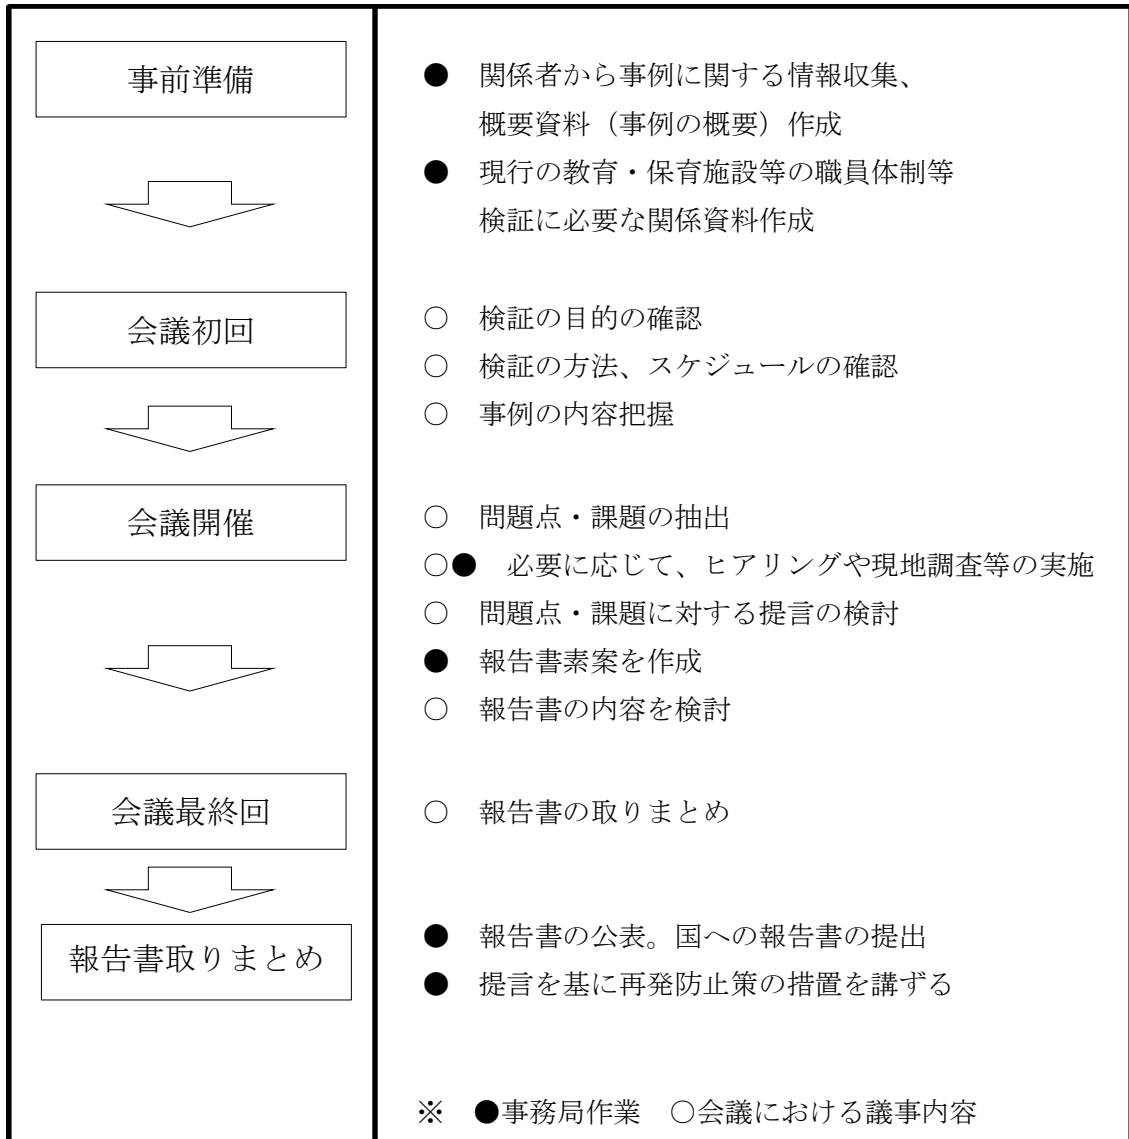 事前準備
● 関係者から事例に関する情報収集、
概要資料（事例の概要）作成
● 現行の教育・保育施設等の職員体制等
検証に必要な関係資料作成
会議初回
○ 検証の目的の確認
○ 検証の方法、スケジュールの確認
○ 事例の内容把握
会議開催
○ 問題点・課題の抽出
○● 必要に応じて、ヒアリングや現地調査等の実施
○ 問題点・課題に対する提言の検討
● 報告書素案を作成
○ 報告書の内容を検討
会議最終回
○ 報告書の取りまとめ
報告書取りまとめ
● 報告書の公表。国への報告書の提出
● 提言を基に再発防止策の措置を講ずる
※ ●事務局作業 ○会議における議事内容